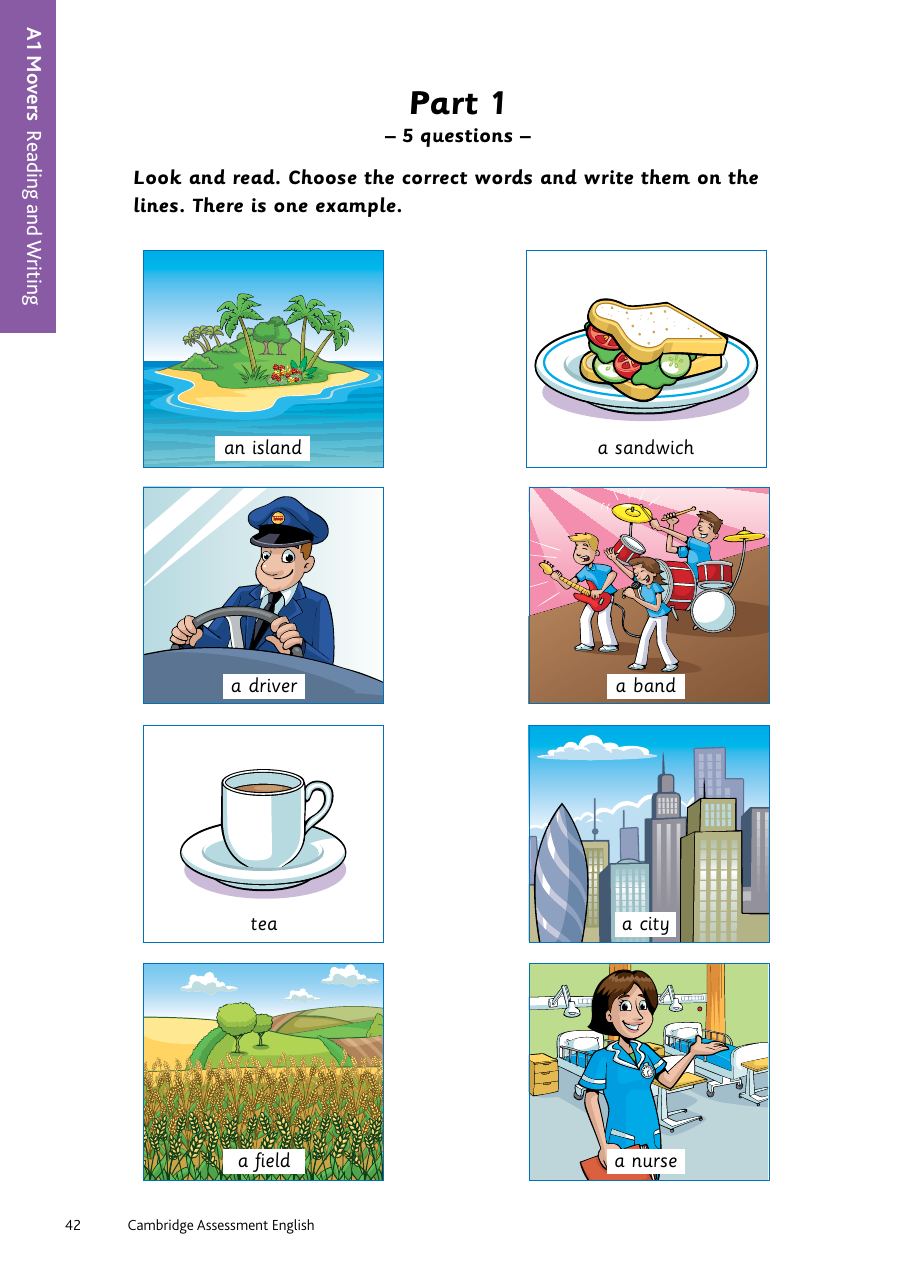 A1 Movers Reading and Writing
Part 1
– 5 questions –
Look and read. Choose the correct words and write them on the
lines. There is one example.
an island
a sandwich
a driver
a band
tea
a city
a field
a nurse
42 Cambridge Assessment English